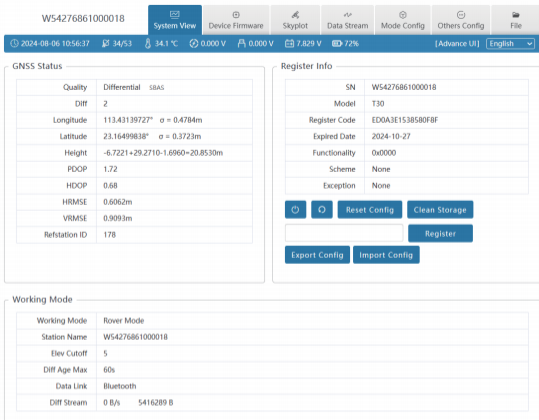 W54276861000018
System View
Device Firmware
Skyplot
Data Stream
Mode Config
Others Config
File
2024-08-06 10:56:37 34/53 34.1 °C 0.000 V 0.000 V 7.829 V 72% [Advance UI] English
GNSS Status
Quality Differential SBAS
Diff 2
Longitude 113.43139727° σ = 0.4784m
Latitude 23.16499838° σ = 0.3723m
Height -6.7221+29.2710-1.6960=20.8530m
PDOP 1.72
HDOP 0.68
HRMSE 0.6062m
VRMSE 0.9093m
Refstation ID 178
Register Info
SN W54276861000018
Model T30
Register Code ED0A3E1538580F8F
Expired Date 2024-10-27
Functionality 0x0000
Scheme None
Exception None
Reset Config Clean Storage
Register
Export Config Import Config
Working Mode
Working Mode Rover Mode
Station Name W54276861000018
Elev Cutoff 5
Diff Age Max 60s
Data Link Bluetooth
Diff Stream 0 B/s 5416289 B